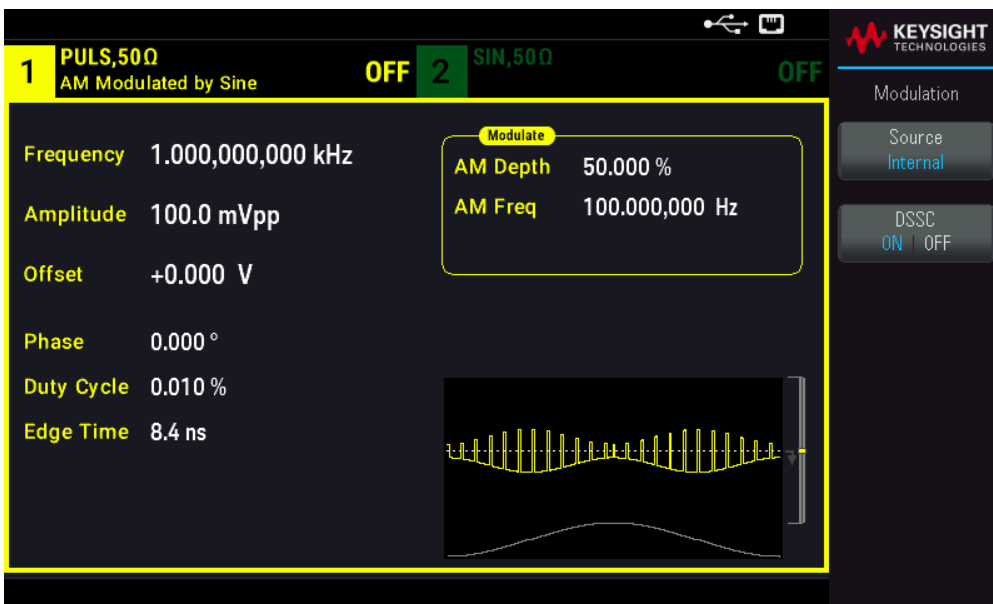 KEYSIGHT
TECHNOLOGIES
1 PULS,50Ω OFF 2 SIN,50Ω OFF
AM Modulated by Sine
Modulation
Frequency 1.000,000,000 kHz
Amplitude 100.0 mVpp
Offset +0.000 V
Phase 0.000 °
Duty Cycle 0.010 %
Edge Time 8.4 ns
Modulate
AM Depth 50.000 %
AM Freq 100.000,000 Hz
Source
Internal
DSSC
ON | OFF